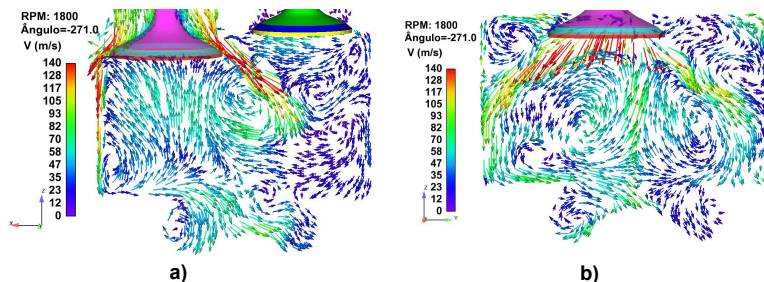 RPM: 1800
Ângulo=-271.0
V (m/s)
140
128
117
105
93
82
70
58
47
35
23
12
0
Z
X
a)
RPM: 1800
Ângulo=-271.0
V (m/s)
140
128
117
105
93
82
70
58
47
35
23
12
0
Z
X
Y
b)